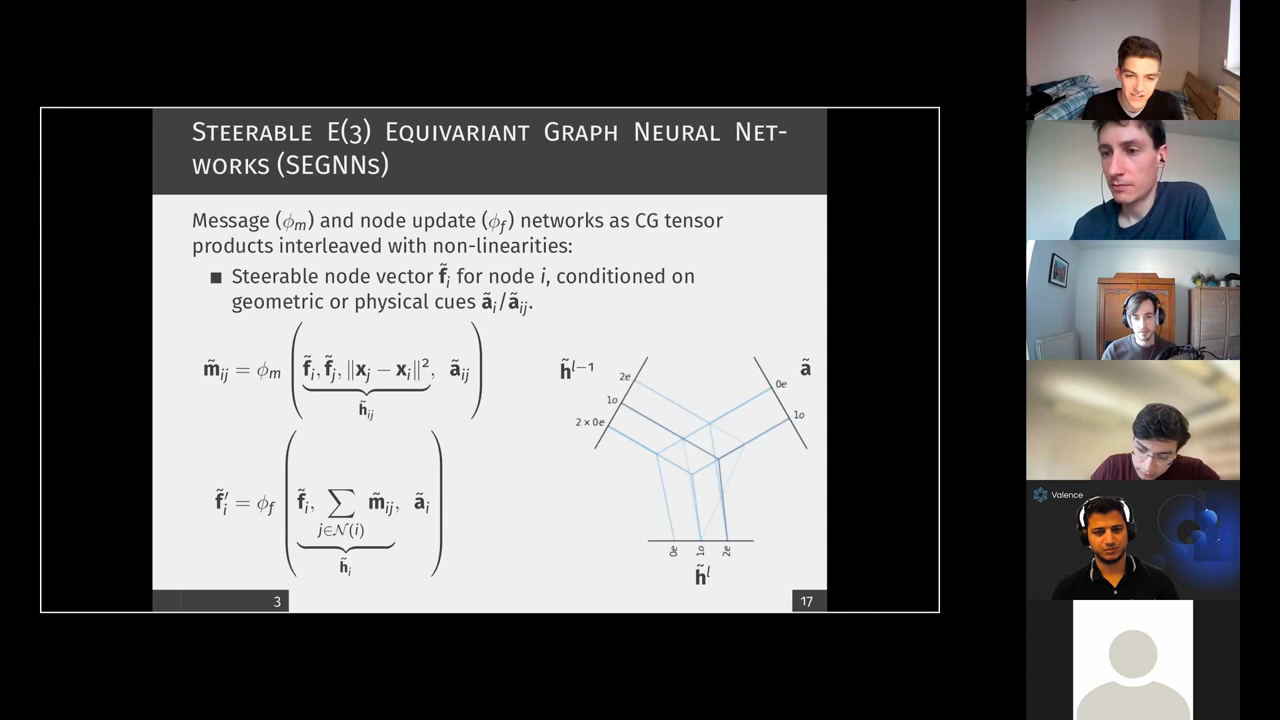 STEERABLE E(3) EQUIVARIANT GRAPH NEURAL NET-
WORKS (SEGNNS)
Message (ϕₘ) and node update (ϕ_f) networks as CG tensor
products interleaved with non-linearities:
■ Steerable node vector f̃ᵢ for node i, conditioned on
geometric or physical cues ãᵢ/ãᵢⱼ.
m̃ᵢⱼ = ϕₘ ( f̃ᵢ, f̃ⱼ, ‖xⱼ − xᵢ‖², ãᵢⱼ )
h̃ᵢⱼ
f̃′ᵢ = ϕ_f ( f̃ᵢ, ∑ m̃ᵢⱼ, ãᵢ )
j∈N(i)
h̃ᵢ
h̃ˡ⁻¹
2e
1o
2 × 0e
ã
0e
1o
0e 1o 2e
h̃ˡ
3
17
Valence